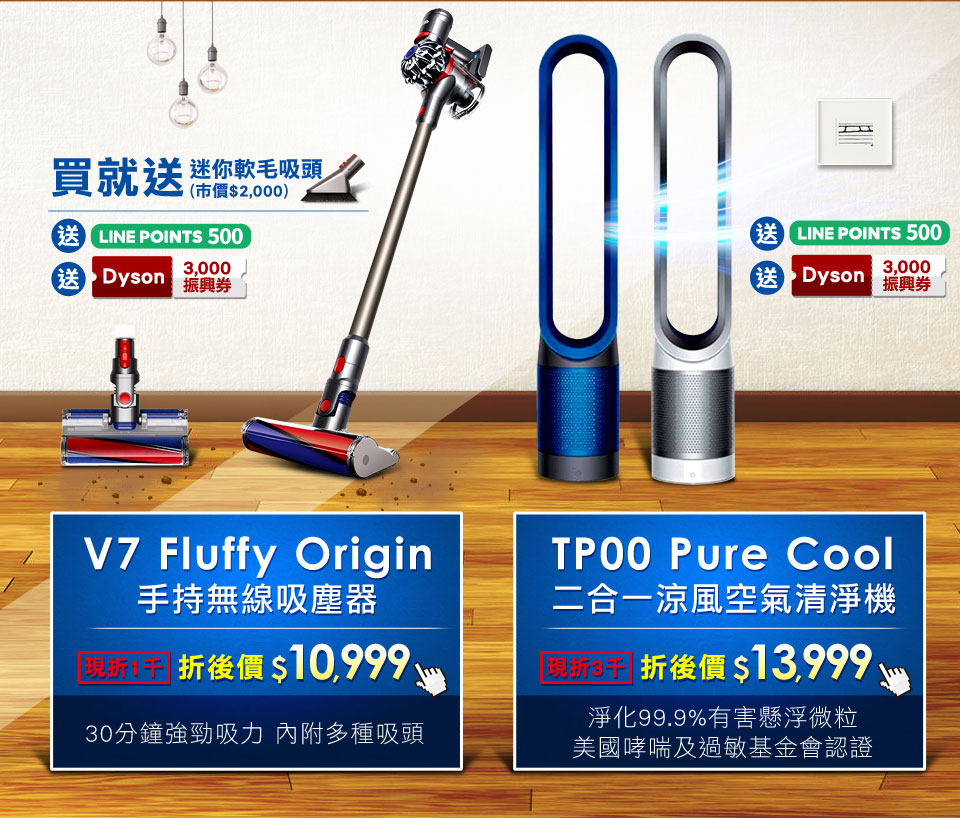 買就送 迷你軟毛吸頭
(市價$2,000)
送 LINE POINTS 500
送 Dyson 3,000
振興券
送 LINE POINTS 500
送 Dyson 3,000
振興券
V7 Fluffy Origin
手持無線吸塵器
現折1千 折後價 $10,999
30分鐘強勁吸力 內附多種吸頭
TP00 Pure Cool
二合一涼風空氣清淨機
現折3千 折後價 $13,999
淨化99.9%有害懸浮微粒
美國哮喘及過敏基金會認證